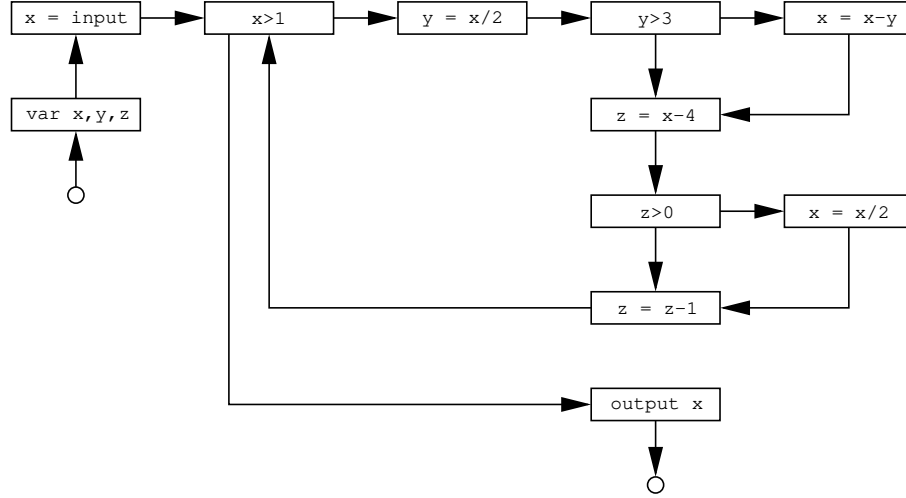 x = input
x>1
y = x/2
y>3
x = x−y
var x,y,z
z = x−4
z>0
x = x/2
z = z−1
output x